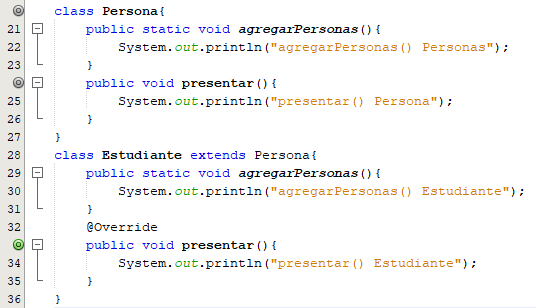 class Persona{
21 public static void agregarPersonas(){
22 System.out.println("agregarPersonas() Personas");
23 }
public void presentar(){
25 System.out.println("presentar() Persona");
26 }
27 }
28 class Estudiante extends Persona{
29 public static void agregarPersonas(){
30 System.out.println("agregarPersonas() Estudiante");
31 }
32 @Override
public void presentar(){
34 System.out.println("presentar() Estudiante");
35 }
36 }